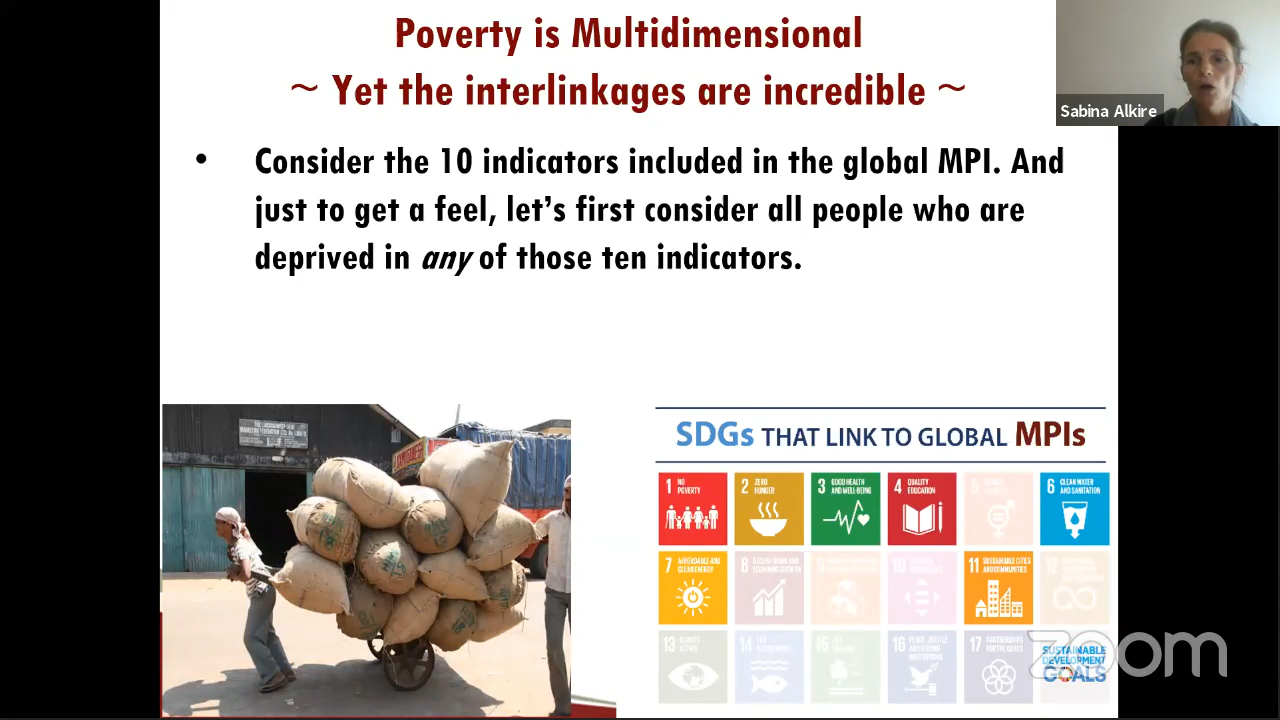 Poverty is Multidimensional
~ Yet the interlinkages are incredible ~
Sabina Alkire
• Consider the 10 indicators included in the global MPI. And
just to get a feel, let's first consider all people who are
deprived in any of those ten indicators.
SDGs THAT LINK TO GLOBAL MPIs
1 NO
POVERTY
2 ZERO
HUNGER
3 GOOD HEALTH
AND WELL-BEING
4 QUALITY
EDUCATION
5
6 CLEAN WATER
AND SANITATION
7 AFFORDABLE AND
CLEAN ENERGY
8 DECENT WORK AND
ECONOMIC GROWTH
9
10
11 SUSTAINABLE CITIES
AND COMMUNITIES
12
13 CLIMATE
ACTION
14
15
16 PEACE, JUSTICE
AND STRONG
INSTITUTIONS
17 PARTNERSHIPS
FOR THE GOALS
SUSTAINABLE
DEVELOPMENT
GOALS
zoom